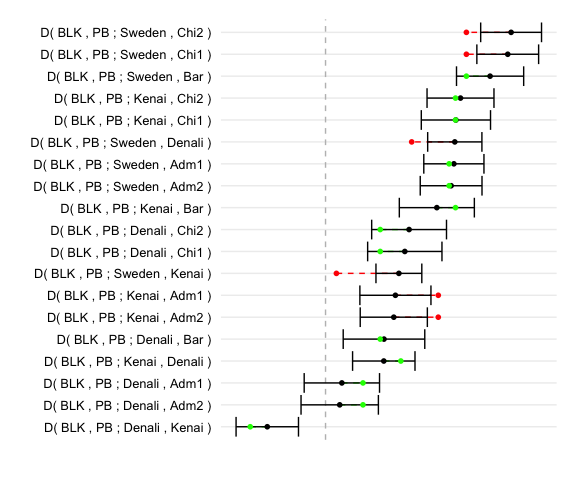 D( BLK , PB ; Sweden , Chi2 )
D( BLK , PB ; Sweden , Chi1 )
D( BLK , PB ; Sweden , Bar )
D( BLK , PB ; Kenai , Chi2 )
D( BLK , PB ; Kenai , Chi1 )
D( BLK , PB ; Sweden , Denali )
D( BLK , PB ; Sweden , Adm1 )
D( BLK , PB ; Sweden , Adm2 )
D( BLK , PB ; Kenai , Bar )
D( BLK , PB ; Denali , Chi2 )
D( BLK , PB ; Denali , Chi1 )
D( BLK , PB ; Sweden , Kenai )
D( BLK , PB ; Kenai , Adm1 )
D( BLK , PB ; Kenai , Adm2 )
D( BLK , PB ; Denali , Bar )
D( BLK , PB ; Kenai , Denali )
D( BLK , PB ; Denali , Adm1 )
D( BLK , PB ; Denali , Adm2 )
D( BLK , PB ; Denali , Kenai )